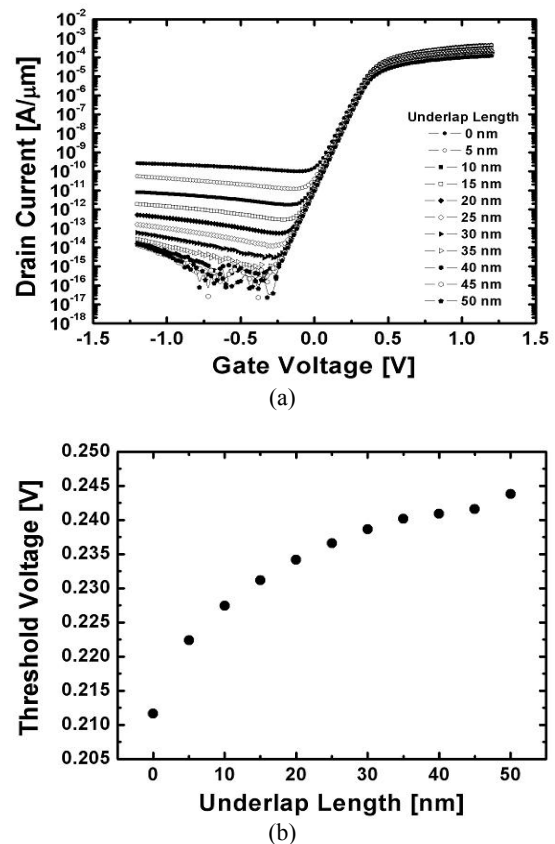 10⁻³
10⁻⁴
10⁻⁵
10⁻⁶
10⁻⁷
10⁻⁸
10⁻⁹
10⁻¹⁰
10⁻¹¹
10⁻¹²
10⁻¹³
10⁻¹⁴
10⁻¹⁵
10⁻¹⁶
10⁻¹⁷
10⁻¹⁸
Drain Current [A/μm]
Underlap Length
0 nm
5 nm
10 nm
15 nm
20 nm
25 nm
30 nm
35 nm
40 nm
45 nm
50 nm
-1.5 -1.0 -0.5 0.0 0.5 1.0 1.5
Gate Voltage [V]
(a)
0.250
0.245
0.240
0.235
0.230
0.225
0.220
0.215
0.210
0.205
Threshold Voltage [V]
0 10 20 30 40 50
Underlap Length [nm]
(b)